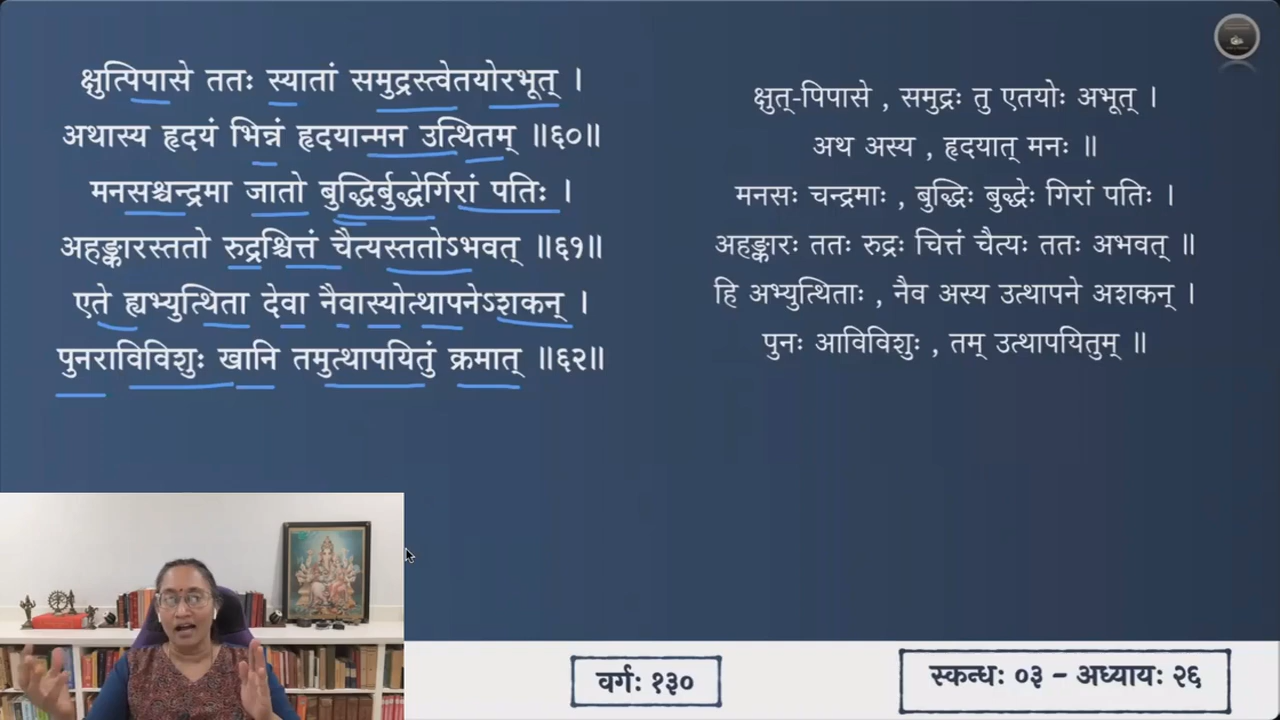 क्षुत्पिपासे ततः स्यातां समुद्रस्त्वेतयोरभूत् ।
अथास्य हृदयं भिन्नं हृदयान्मन उत्थितम् ॥६०॥
मनसश्चन्द्रमा जातो बुद्धिर्बुद्धेर्गिरां पतिः ।
अहङ्कारस्ततो रुद्रश्चित्तं चैत्यस्ततोऽभवत् ॥६१॥
एते ह्यभ्युत्थिता देवा नैवास्योत्थापनेऽशकन् ।
पुनराविविशुः खानि तमुत्थापयितुं क्रमात् ॥६२॥
क्षुत्-पिपासे , समुद्रः तु एतयोः अभूत् ।
अथ अस्य , हृदयात् मनः ॥
मनसः चन्द्रमाः , बुद्धिः बुद्धेः गिरां पतिः ।
अहङ्कारः ततः रुद्रः चित्तं चैत्यः ततः अभवत् ॥
हि अभ्युत्थिताः , नैव अस्य उत्थापने अशकन् ।
पुनः आविविशुः , तम् उत्थापयितुम् ॥
वर्गः १३०
स्कन्धः ०३ - अध्यायः २६